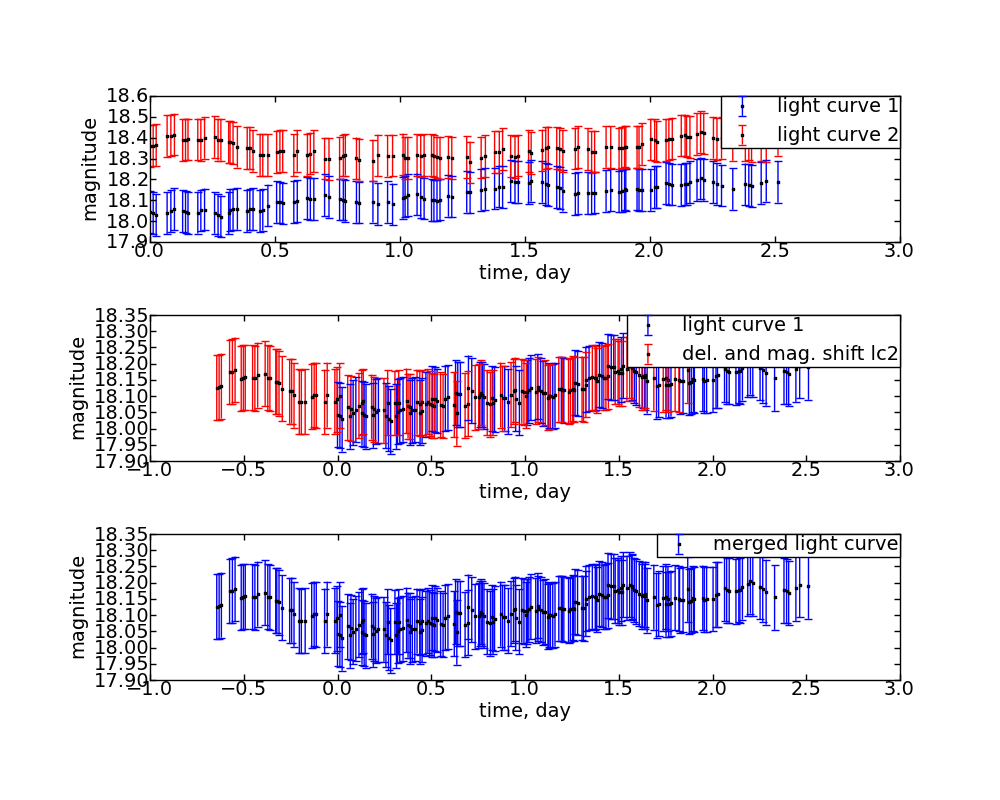 18.6
18.5
18.4
18.3
18.2
18.1
18.0
17.9
magnitude
light curve 1
light curve 2
0.0 0.5 1.0 1.5 2.0 2.5 3.0
time, day
18.35
18.30
18.25
18.20
18.15
18.10
18.05
18.00
17.95
17.90
magnitude
light curve 1
del. and mag. shift lc2
−1.0 −0.5 0.0 0.5 1.0 1.5 2.0 2.5 3.0
time, day
18.35
18.30
18.25
18.20
18.15
18.10
18.05
18.00
17.95
17.90
magnitude
merged light curve
−1.0 −0.5 0.0 0.5 1.0 1.5 2.0 2.5 3.0
time, day